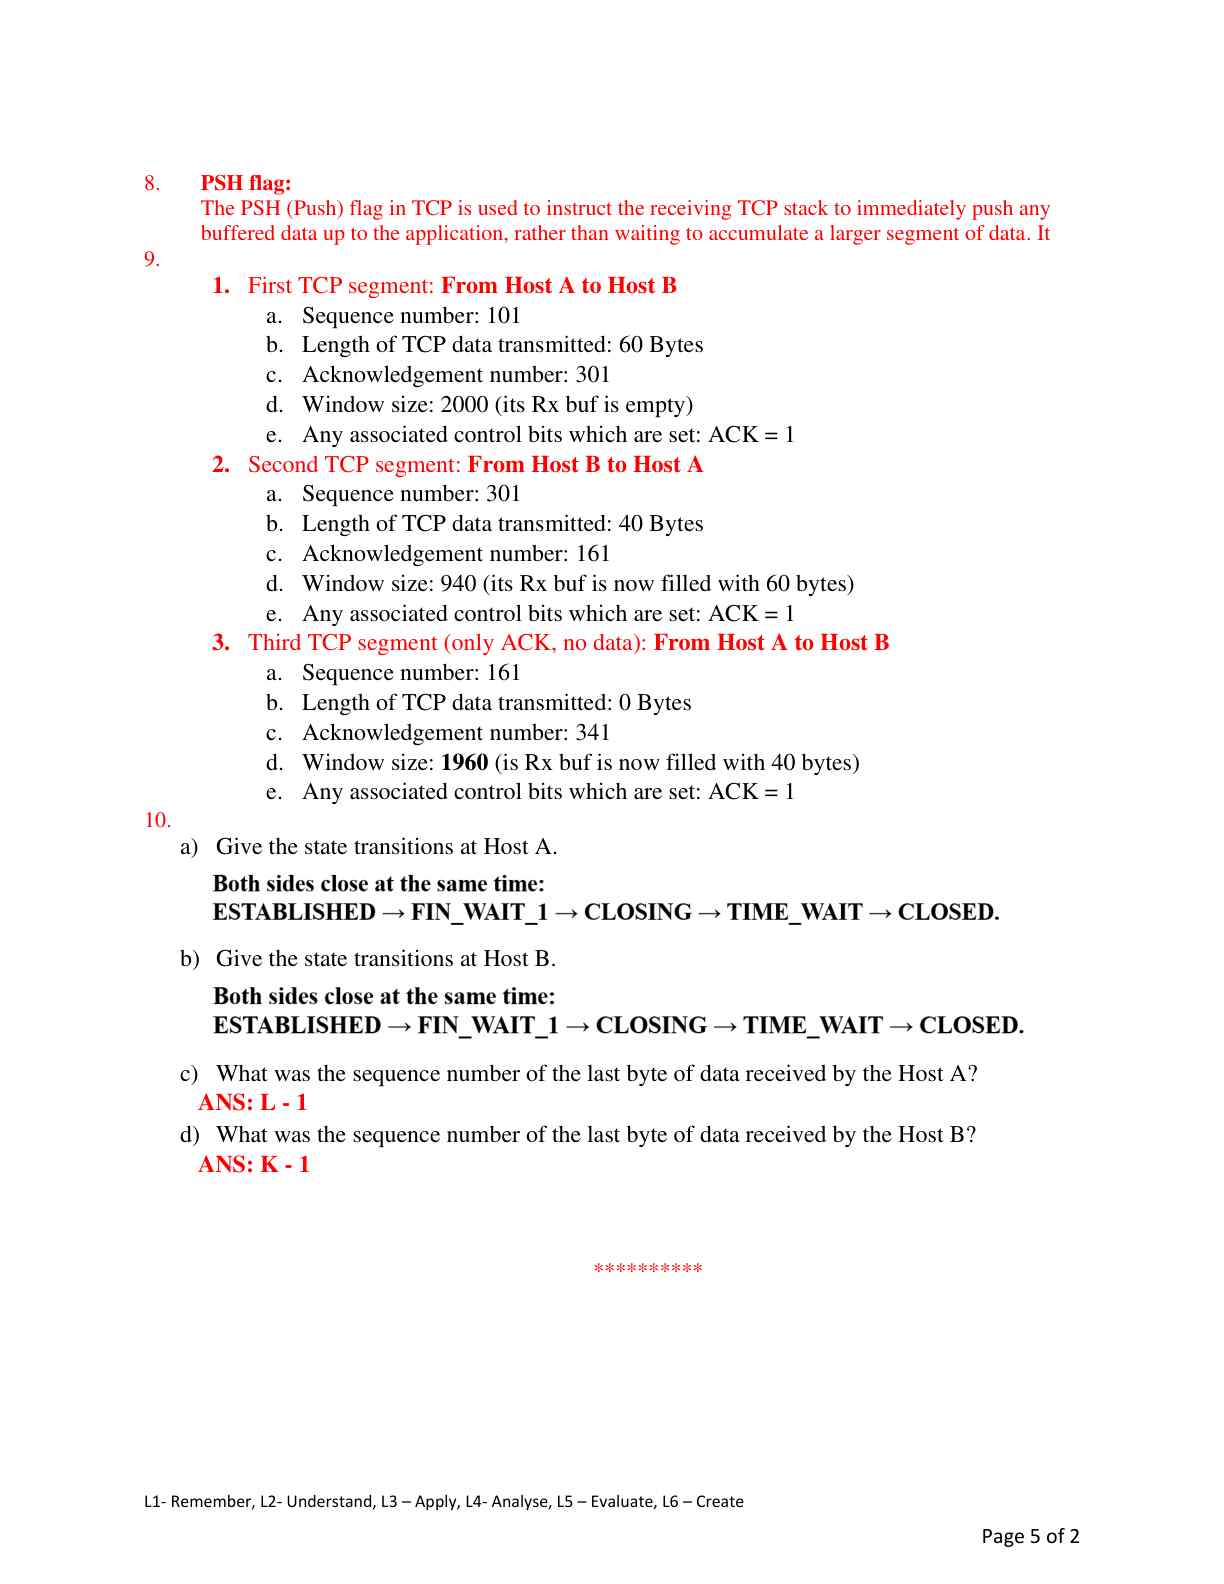 8. PSH flag:
The PSH (Push) flag in TCP is used to instruct the receiving TCP stack to immediately push any
buffered data up to the application, rather than waiting to accumulate a larger segment of data. It
9.
1. First TCP segment: From Host A to Host B
a. Sequence number: 101
b. Length of TCP data transmitted: 60 Bytes
c. Acknowledgement number: 301
d. Window size: 2000 (its Rx buf is empty)
e. Any associated control bits which are set: ACK = 1
2. Second TCP segment: From Host B to Host A
a. Sequence number: 301
b. Length of TCP data transmitted: 40 Bytes
c. Acknowledgement number: 161
d. Window size: 940 (its Rx buf is now filled with 60 bytes)
e. Any associated control bits which are set: ACK = 1
3. Third TCP segment (only ACK, no data): From Host A to Host B
a. Sequence number: 161
b. Length of TCP data transmitted: 0 Bytes
c. Acknowledgement number: 341
d. Window size: 1960 (is Rx buf is now filled with 40 bytes)
e. Any associated control bits which are set: ACK = 1
10.
a) Give the state transitions at Host A.
Both sides close at the same time:
ESTABLISHED → FIN_WAIT_1 → CLOSING → TIME_WAIT → CLOSED.
b) Give the state transitions at Host B.
Both sides close at the same time:
ESTABLISHED → FIN_WAIT_1 → CLOSING → TIME_WAIT → CLOSED.
c) What was the sequence number of the last byte of data received by the Host A?
ANS: L - 1
d) What was the sequence number of the last byte of data received by the Host B?
ANS: K - 1
**********
L1- Remember, L2- Understand, L3 – Apply, L4- Analyse, L5 – Evaluate, L6 – Create
Page 5 of 2